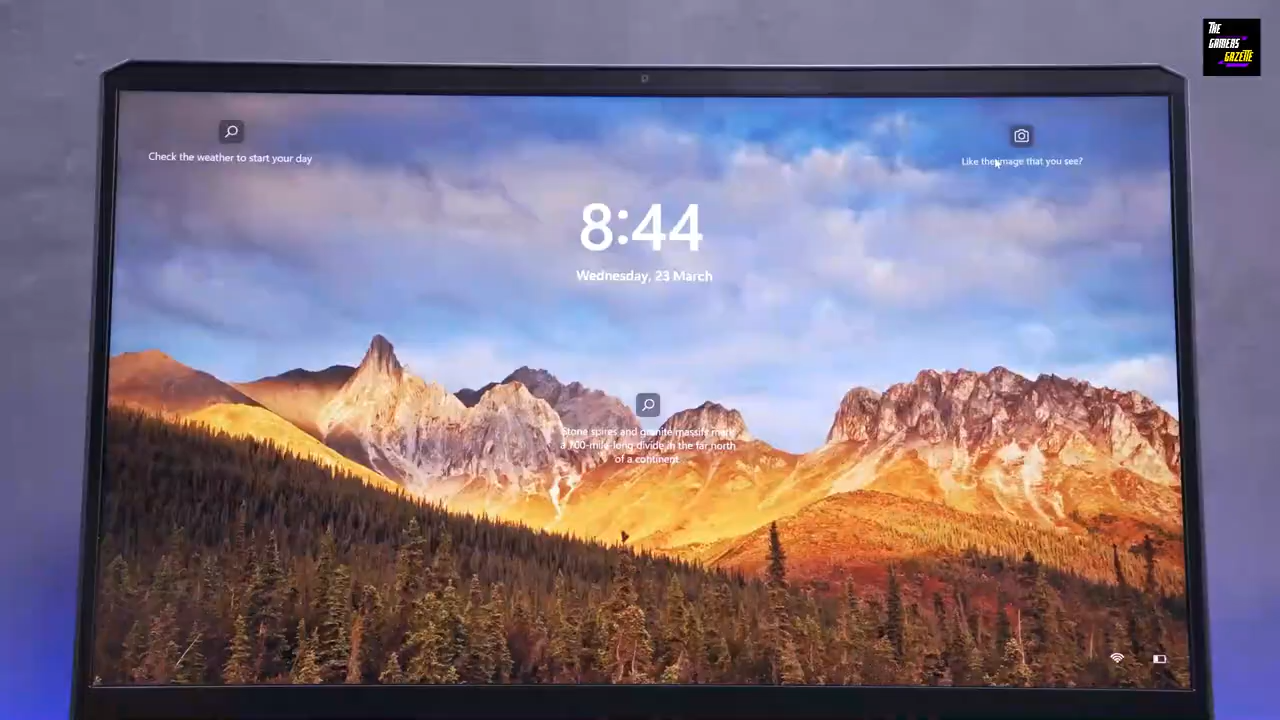 THE
GAMERS
GAZETTE
Check the weather to start your day
Like the image that you see?
8:44
Wednesday, 23 March
Stone spires and granite massifs mark
a 700-mile-long divide in the far north
of a continent